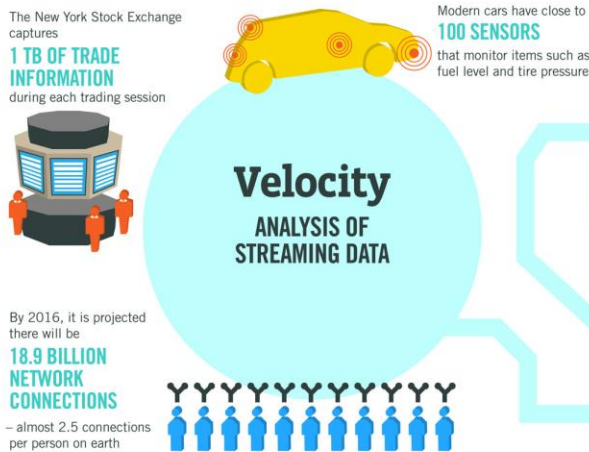 The New York Stock Exchange
captures
1 TB OF TRADE
INFORMATION
during each trading session
Modern cars have close to
100 SENSORS
that monitor items such as
fuel level and tire pressure
Velocity
ANALYSIS OF
STREAMING DATA
By 2016, it is projected
there will be
18.9 BILLION
NETWORK
CONNECTIONS
– almost 2.5 connections
per person on earth